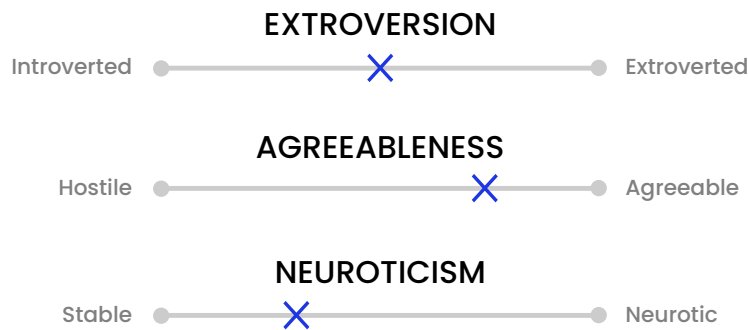 EXTROVERSION
Introverted Extroverted
AGREEABLENESS
Hostile Agreeable
NEUROTICISM
Stable Neurotic